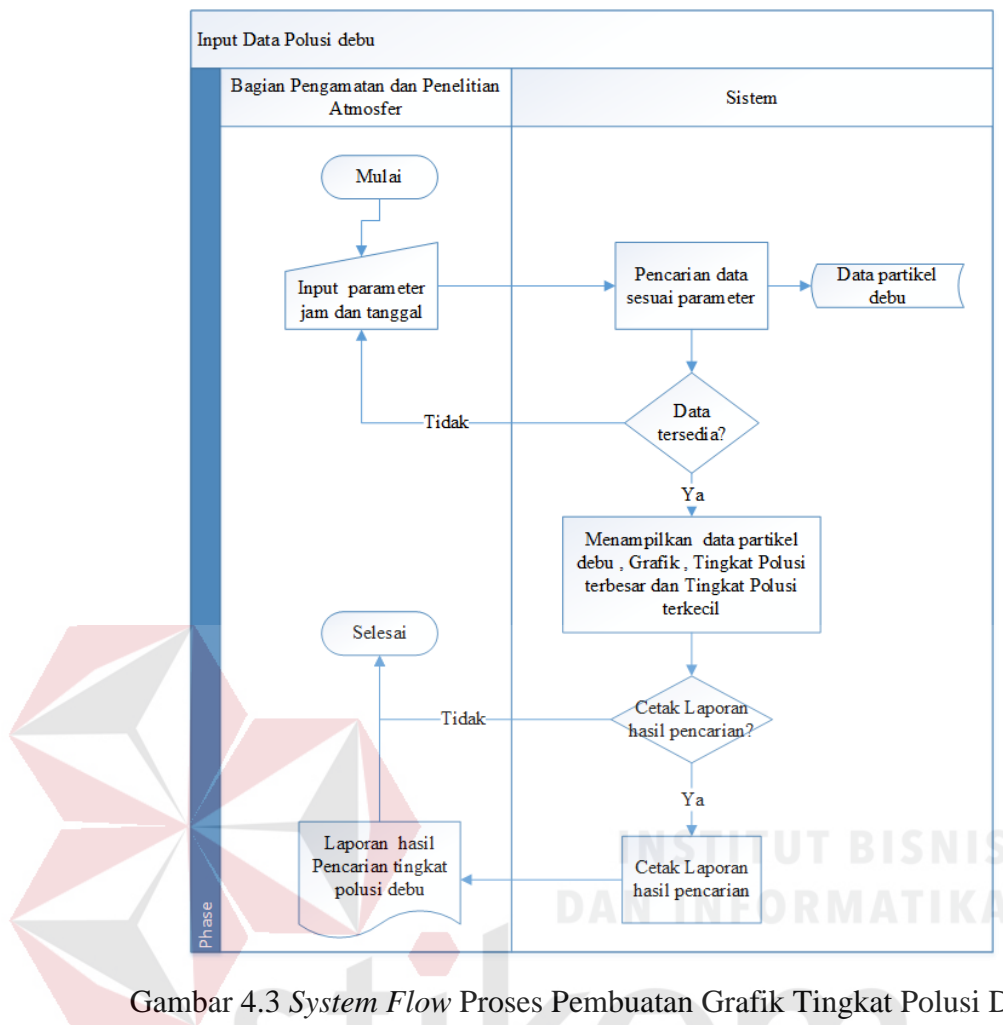 Input Data Polusi debu
Bagian Pengamatan dan Penelitian
Atmosfer
Sistem
Mulai
Input parameter
jam dan tanggal
Pencarian data
sesuai parameter
Data partikel
debu
Data
tersedia?
Tidak
Ya
Menampilkan data partikel
debu , Grafik , Tingkat Polusi
terbesar dan Tingkat Polusi
terkecil
Selesai
Cetak Laporan
hasil pencarian?
Tidak
Ya
Laporan hasil
Pencarian tingkat
polusi debu
Cetak Laporan
hasil pencarian
Phase
INSTITUT BISNIS
DAN INFORMATIKA
Gambar 4.3 System Flow Proses Pembuatan Grafik Tingkat Polusi D